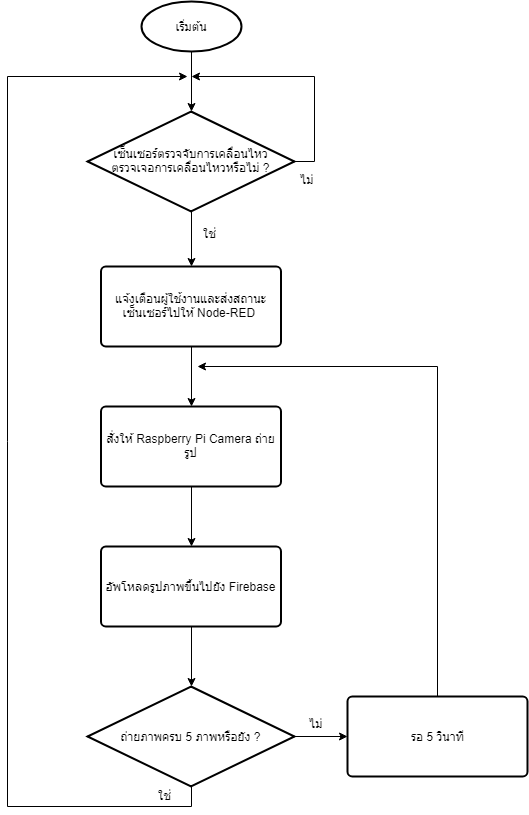 เริ่มต้น
เซ็นเซอร์ตรวจจับการเคลื่อนไหว
ตรวจเจอการเคลื่อนไหวหรือไม่ ?
ไม่
ใช่
แจ้งเตือนผู้ใช้งานและส่งสถานะ
เซ็นเซอร์ไปให้ Node-RED
สั่งให้ Raspberry Pi Camera ถ่าย
รูป
อัพโหลดรูปภาพขึ้นไปยัง Firebase
ถ่ายภาพครบ 5 ภาพหรือยัง ?
ไม่
รอ 5 วินาที
ใช่